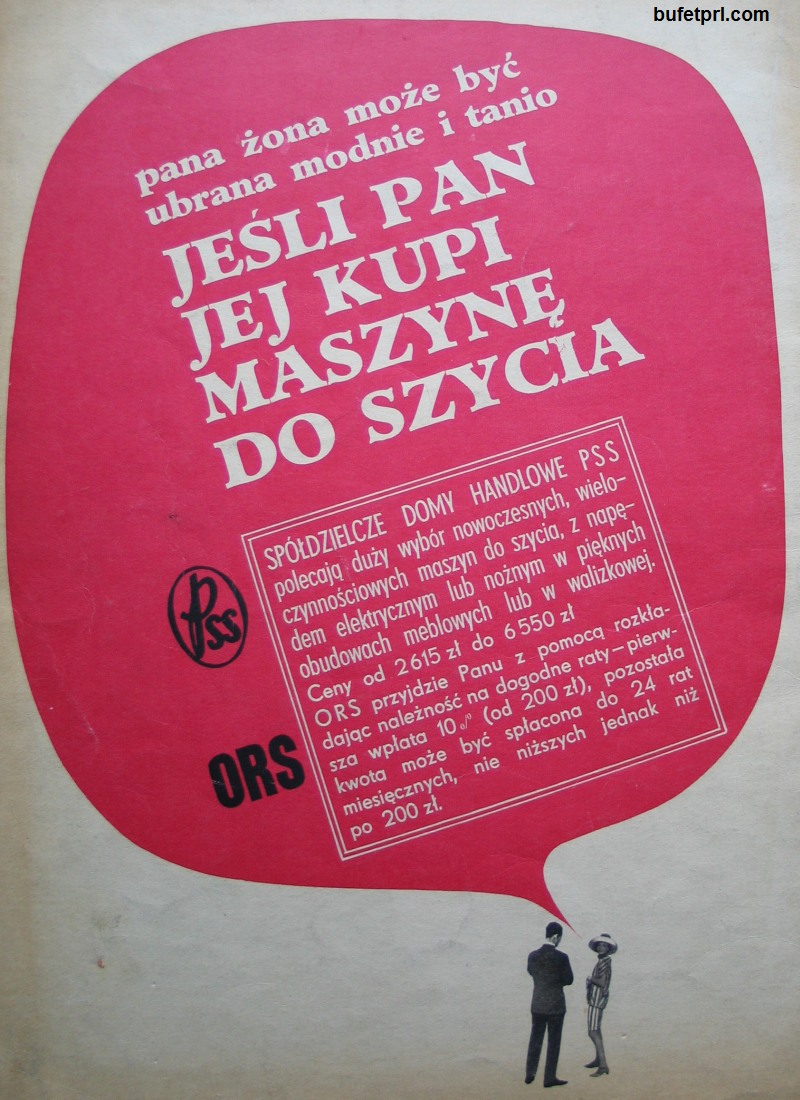 bufetprl.com
pana żona może być
ubrana modnie i tanio
JEŚLI PAN
JEJ KUPI
MASZYNĘ
DO SZYCIA
SPÓŁDZIELCZE DOMY HANDLOWE PSS
polecają duży wybór nowoczesnych, wielo-
czynnościowych maszyn do szycia, z napę-
dem elektrycznym lub nożnym w pięknych
obudowach meblowych lub w walizkowej.
Ceny od 2615 zł do 6550 zł
ORS przyjdzie Panu z pomocą rozkła-
dając należność na dogodne raty—pierw-
sza wpłata 10% (od 200 zł), pozostała
kwota może być spłacona do 24 rat
miesięcznych, nie niższych jednak niż
po 200 zł.
Pss
ORS